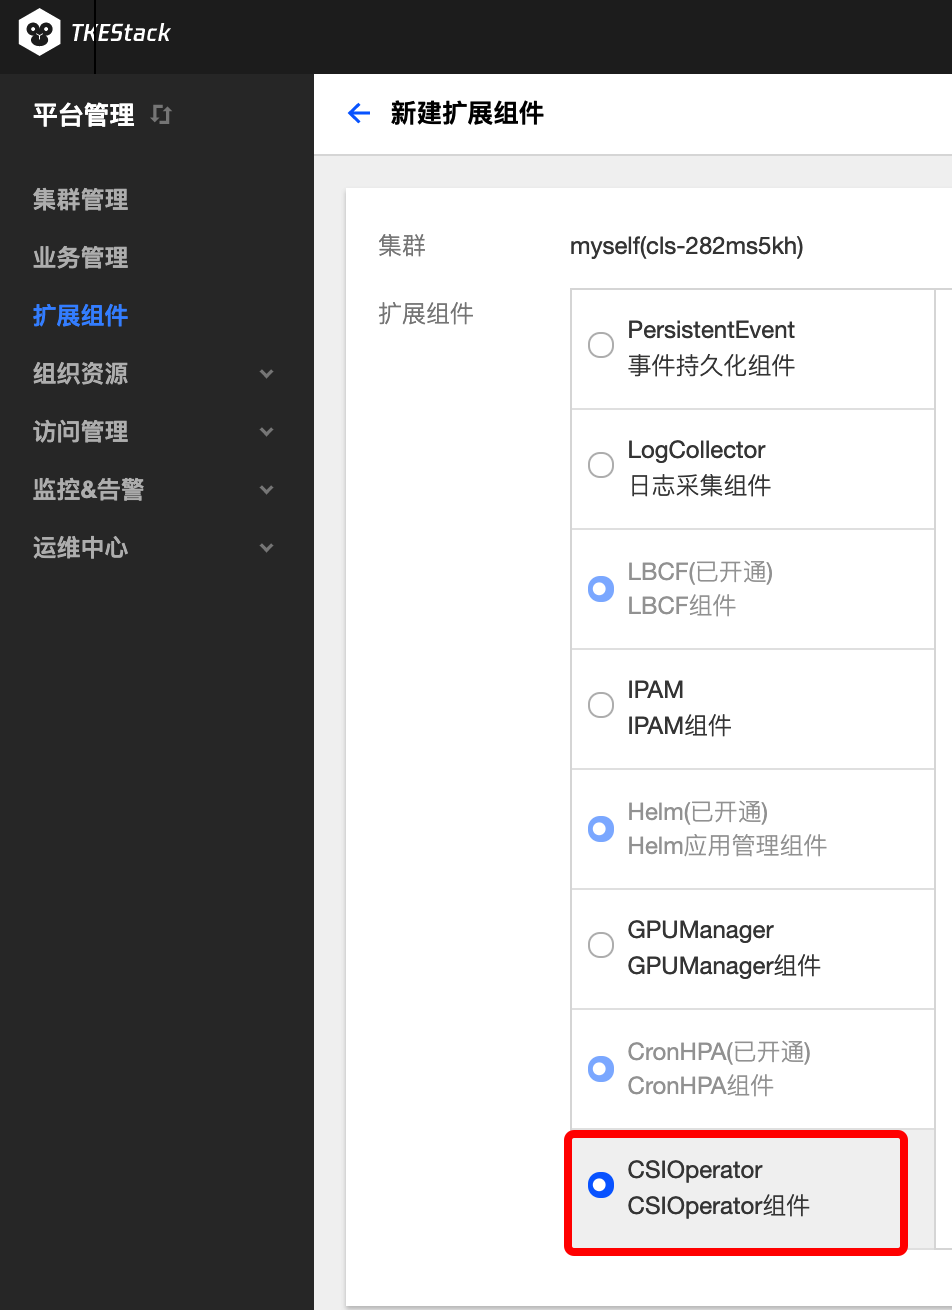 TKEStack
平台管理
集群管理
业务管理
扩展组件
组织资源
访问管理
监控&告警
运维中心
新建扩展组件
集群
myself(cls-282ms5kh)
扩展组件
PersistentEvent
事件持久化组件
LogCollector
日志采集组件
LBCF(已开通)
LBCF组件
IPAM
IPAM组件
Helm(已开通)
Helm应用管理组件
GPUManager
GPUManager组件
CronHPA(已开通)
CronHPA组件
CSIOperator
CSIOperator组件